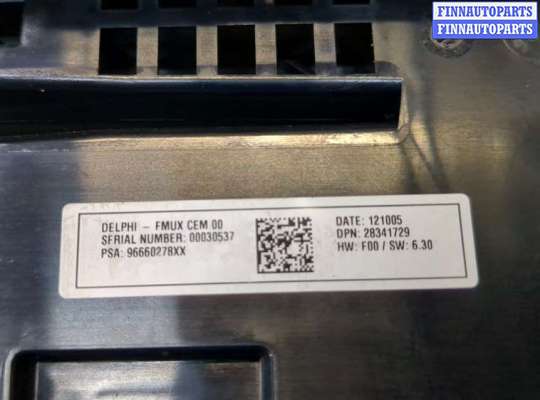 FINNAUTOPARTS
FINNAUTOPARTS
DELPHI - FMUX CEM 00
SERIAL NUMBER: 00030537
PSA: 96660278XX
DATE: 121005
DPN: 28341729
HW: F00 / SW: 6.30